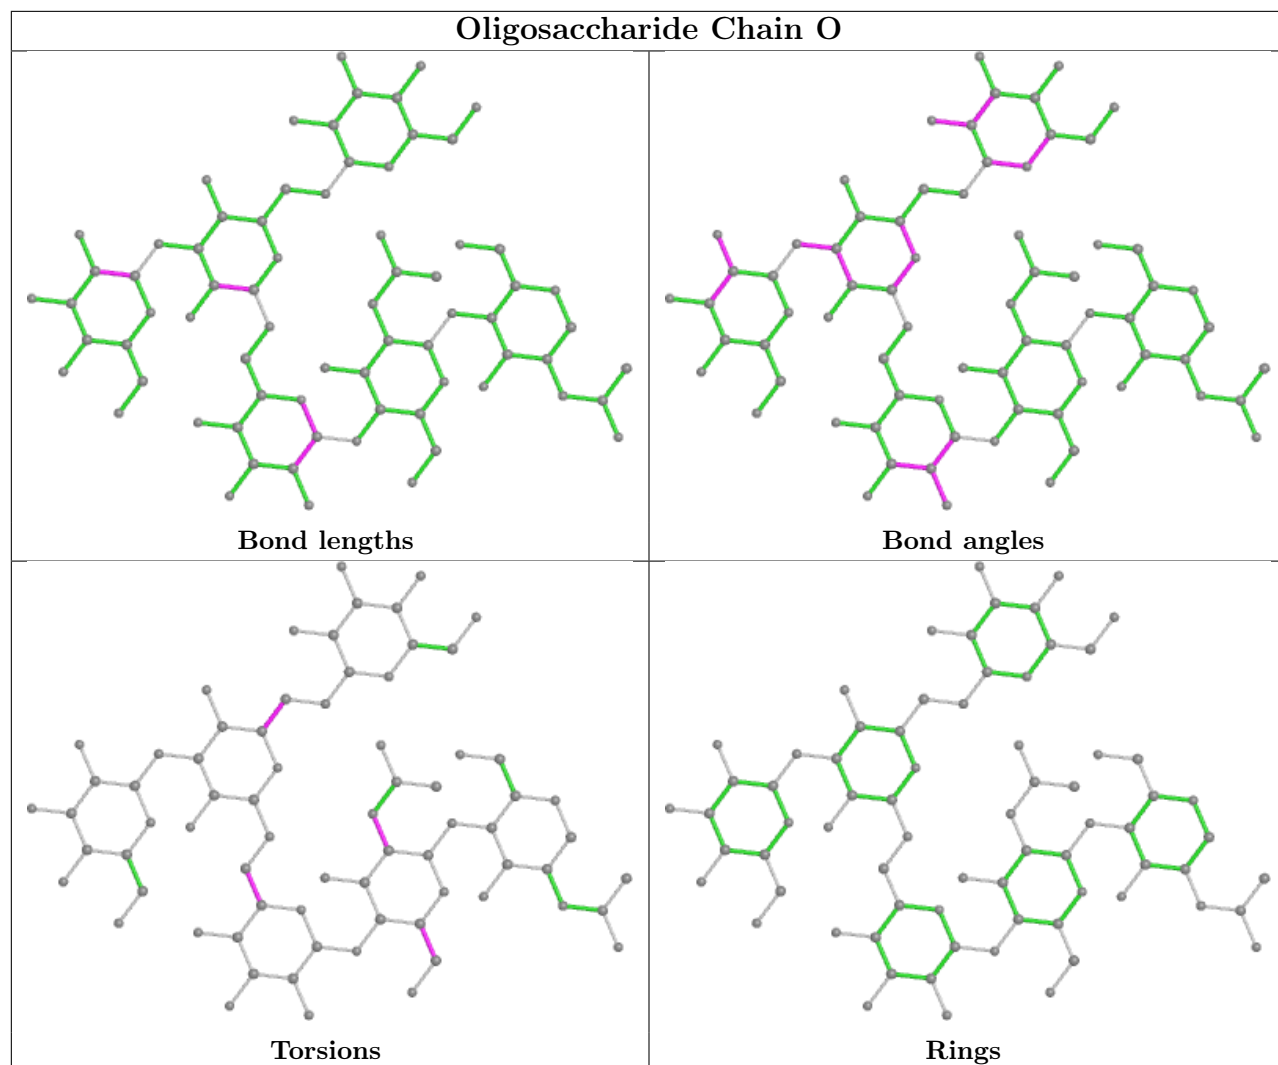 Oligosaccharide Chain O
Bond lengths
Bond angles
Torsions
Rings